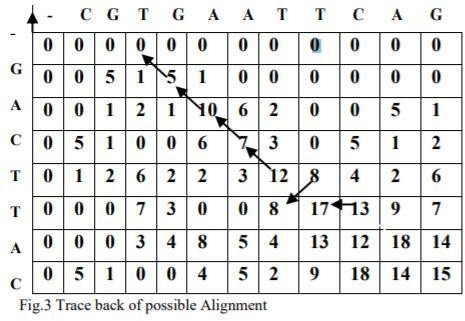 - C G T G A A T T C A G
- 0 0 0 0 0 0 0 0 0 0 0 0
G 0 0 5 1 5 1 0 0 0 0 0 0
A 0 0 1 2 1 10 6 2 0 0 5 1
C 0 5 1 0 0 6 7 3 0 5 1 2
T 0 1 2 6 2 2 3 12 8 4 2 6
T 0 0 0 7 3 0 0 8 17 13 9 7
A 0 0 0 3 4 8 5 4 13 12 18 14
C 0 5 1 0 0 4 5 2 9 18 14 15
Fig.3 Trace back of possible Alignment